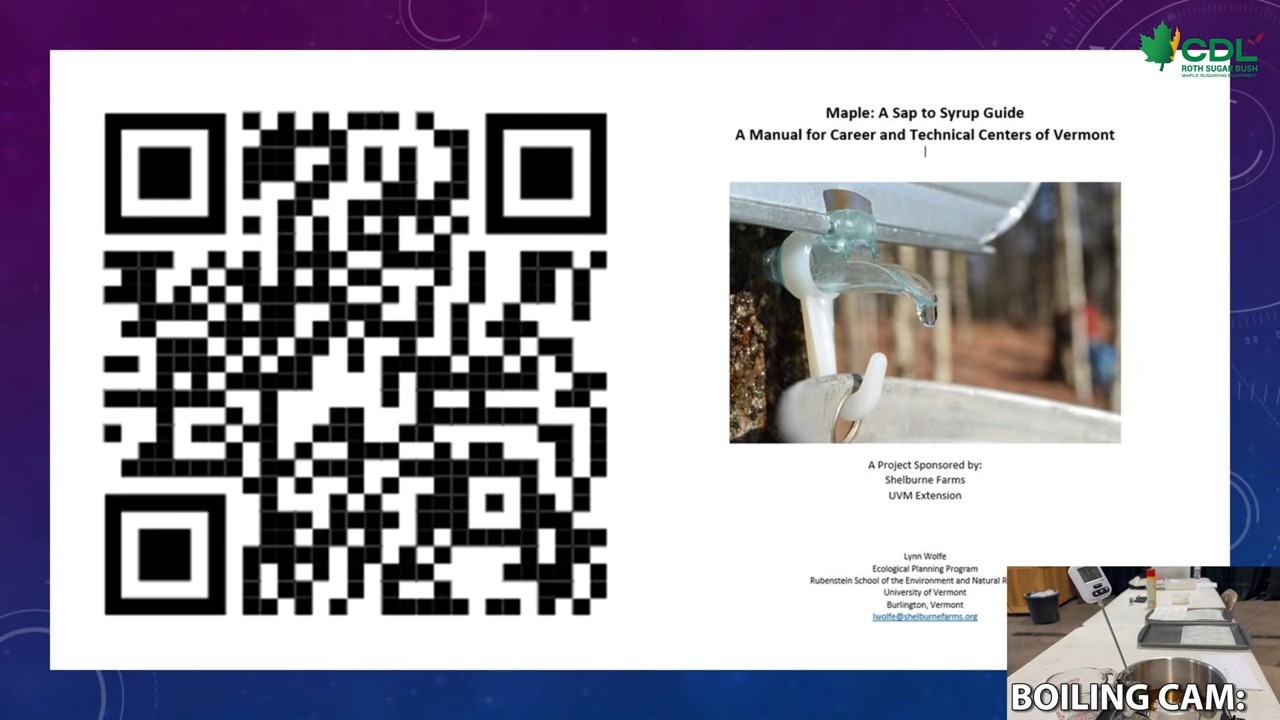 CDL
ROTH SUGAR BUSH
MAPLE SUGARING EQUIPMENT
Maple: A Sap to Syrup Guide
A Manual for Career and Technical Centers of Vermont
A Project Sponsored by:
Shelburne Farms
UVM Extension
Lynn Wolfe
Ecological Planning Program
Rubenstein School of the Environment and Natural R
University of Vermont
Burlington, Vermont
lwolfe@shelburnefarms.org
BOILING CAM: